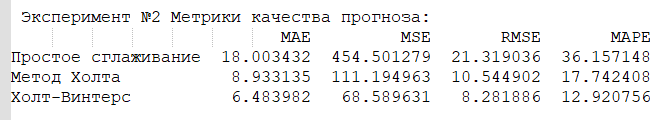 Эксперимент №2 Метрики качества прогноза:
MAE MSE RMSE MAPE
Простое сглаживание 18.003432 454.501279 21.319036 36.157148
Метод Холта 8.933135 111.194963 10.544902 17.742408
Холт-Винтерс 6.483982 68.589631 8.281886 12.920756